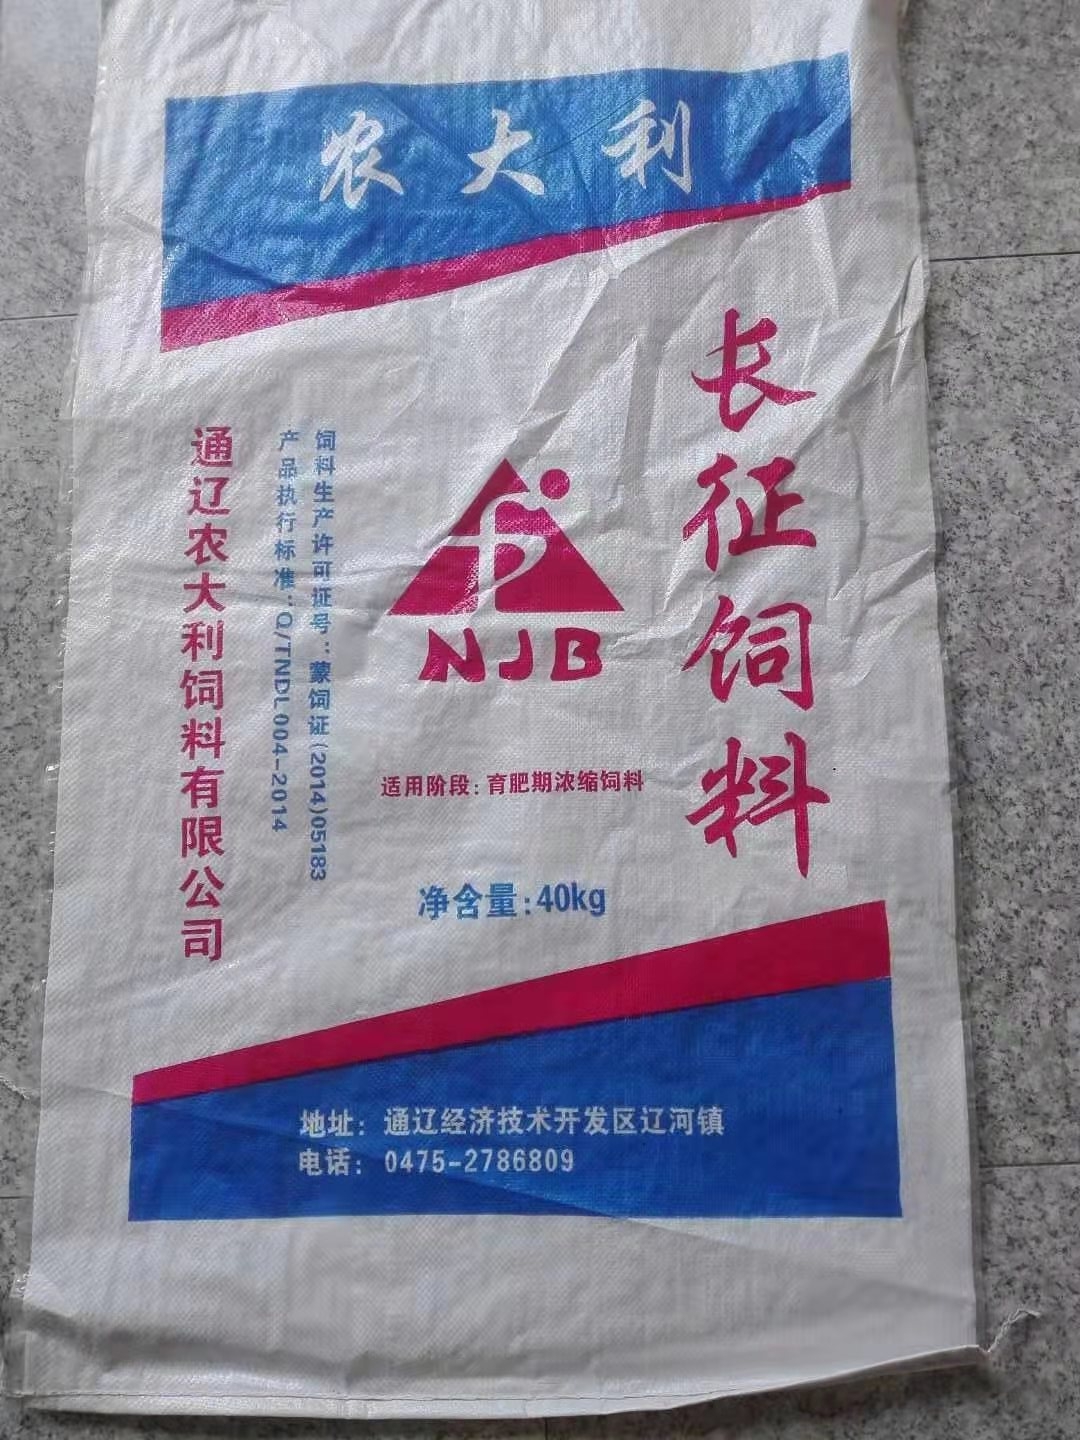 农大利
长征饲料
NJB
适用阶段：育肥期浓缩饲料
净含量：40kg
饲料生产许可证号：蒙饲证(2014)05183
产品执行标准：Q/TNDL004-2014
通辽农大利饲料有限公司
地址：通辽经济技术开发区辽河镇
电话：0475-2786809